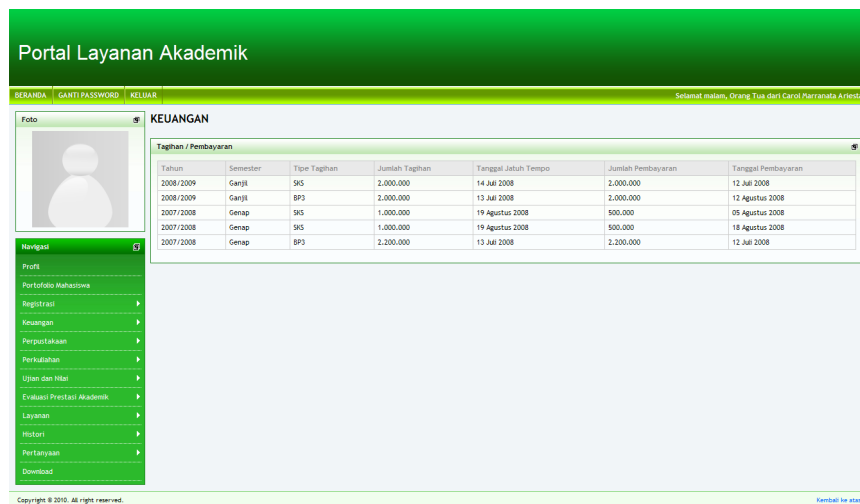 Portal Layanan Akademik
BERANDA GANTI PASSWORD KELUAR Selamat malam, Orang Tua dari Carol Marranata Ariesta
Foto
KEUANGAN
Tagihan / Pembayaran
Tahun Semester Tipe Tagihan Jumlah Tagihan Tanggal Jatuh Tempo Jumlah Pembayaran Tanggal Pembayaran
2008/2009 Ganjil SKS 2.000.000 14 Juli 2008 2.000.000 12 Juli 2008
2008/2009 Ganjil BP3 2.000.000 13 Juli 2008 2.000.000 12 Agustus 2008
2007/2008 Genap SKS 1.000.000 19 Agustus 2008 500.000 05 Agustus 2008
2007/2008 Genap SKS 1.000.000 19 Agustus 2008 500.000 18 Agustus 2008
2007/2008 Genap BP3 2.200.000 13 Juli 2008 2.200.000 12 Juli 2008
Navigasi
Profil
Portofolio Mahasiswa
Registrasi
Keuangan
Perpustakaan
Perkuliahan
Ujian dan Nilai
Evaluasi Prestasi Akademik
Layanan
Histori
Pertanyaan
Download
Copyright © 2010. All right reserved. Kembali ke atas